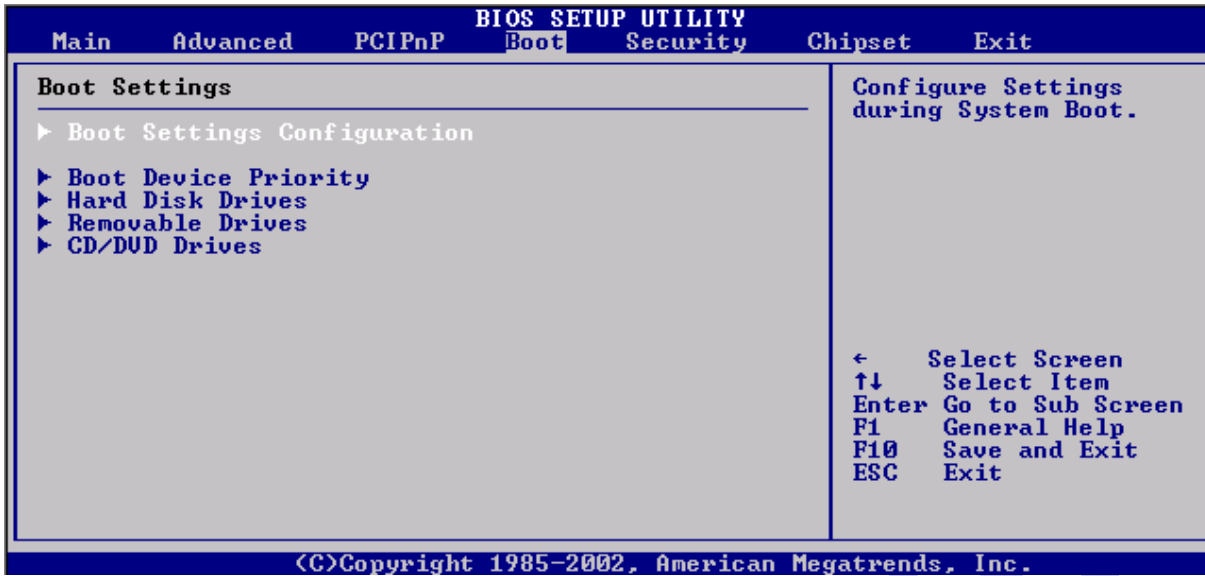 BIOS SETUP UTILITY
Main Advanced PCIPnP Boot Security Chipset Exit
Boot Settings
▶ Boot Settings Configuration
▶ Boot Device Priority
▶ Hard Disk Drives
▶ Removable Drives
▶ CD/DVD Drives
Configure Settings
during System Boot.
← Select Screen
↑↓ Select Item
Enter Go to Sub Screen
F1 General Help
F10 Save and Exit
ESC Exit
(C)Copyright 1985-2002, American Megatrends, Inc.